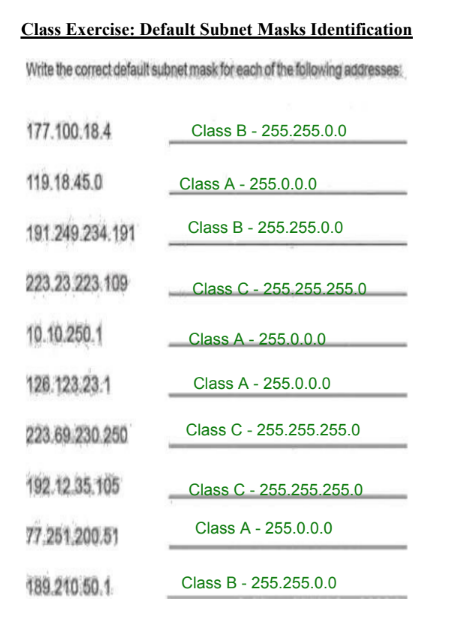 Class Exercise: Default Subnet Masks Identification
Write the correct default subnet mask for each of the following addresses:
177.100.18.4 Class B - 255.255.0.0
119.18.45.0 Class A - 255.0.0.0
191.249.234.191 Class B - 255.255.0.0
223.23.223.109 Class C - 255.255.255.0
10.10.250.1 Class A - 255.0.0.0
126.123.23.1 Class A - 255.0.0.0
223.69.230.250 Class C - 255.255.255.0
192.12.35.105 Class C - 255.255.255.0
77.251.200.51 Class A - 255.0.0.0
189.210.50.1 Class B - 255.255.0.0